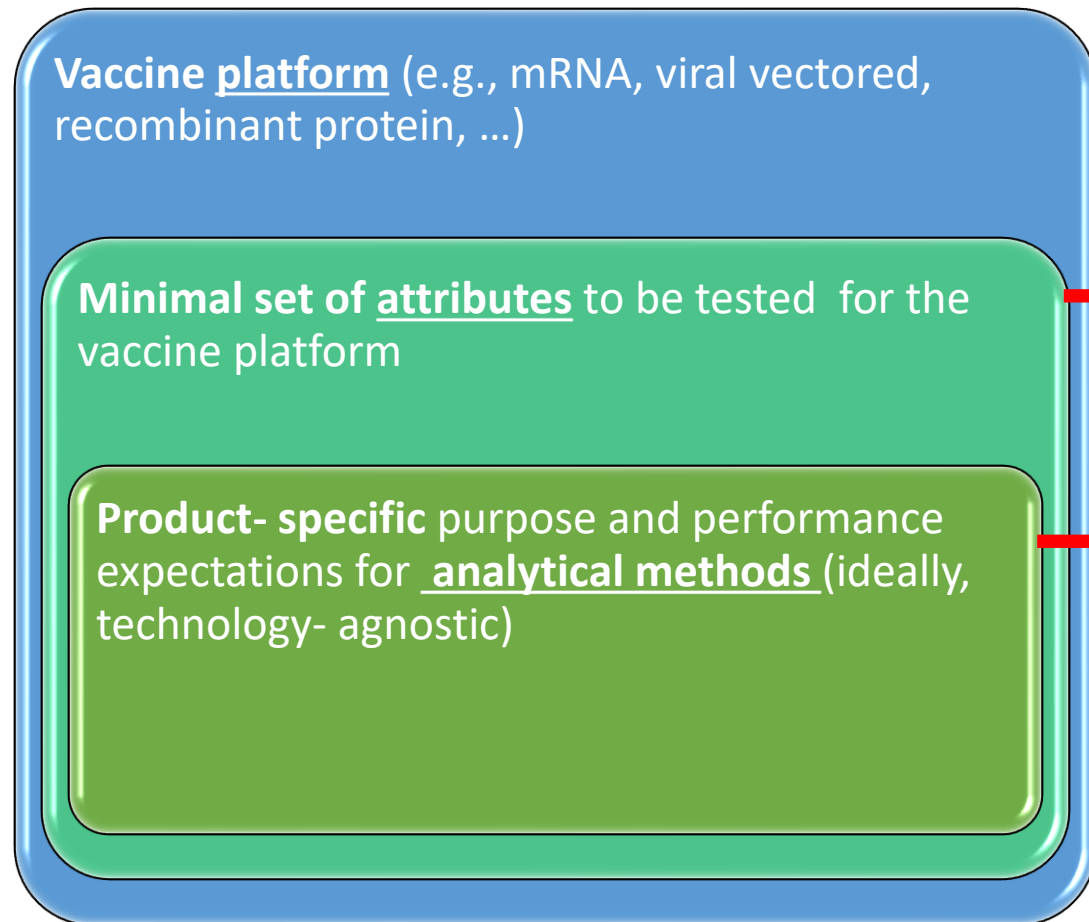 Vaccine platform (e.g., mRNA, viral vectored,
recombinant protein, …)
Minimal set of attributes to be tested  for the
vaccine platform
Product- specific purpose and performance
expectations for  analytical methods (ideally,
technology- agnostic)